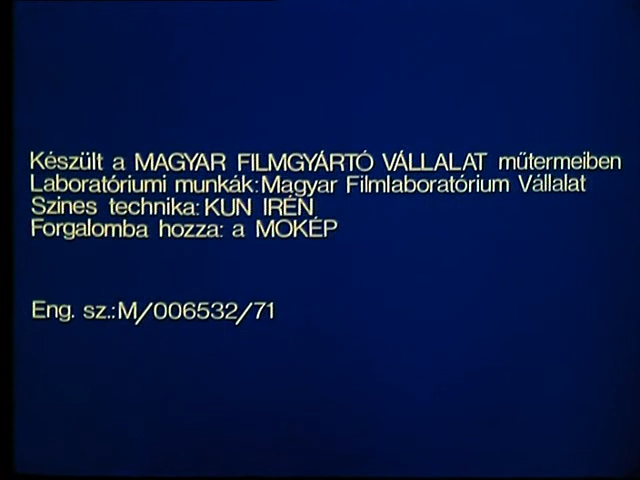 Készült a MAGYAR FILMGYÁRTÓ VÁLLALAT műtermeiben
Laboratóriumi munkák: Magyar Filmlaboratórium Vállalat
Szines technika: KUN IRÉN
Forgalomba hozza: a MOKÉP
Eng. sz.: M/006532/71